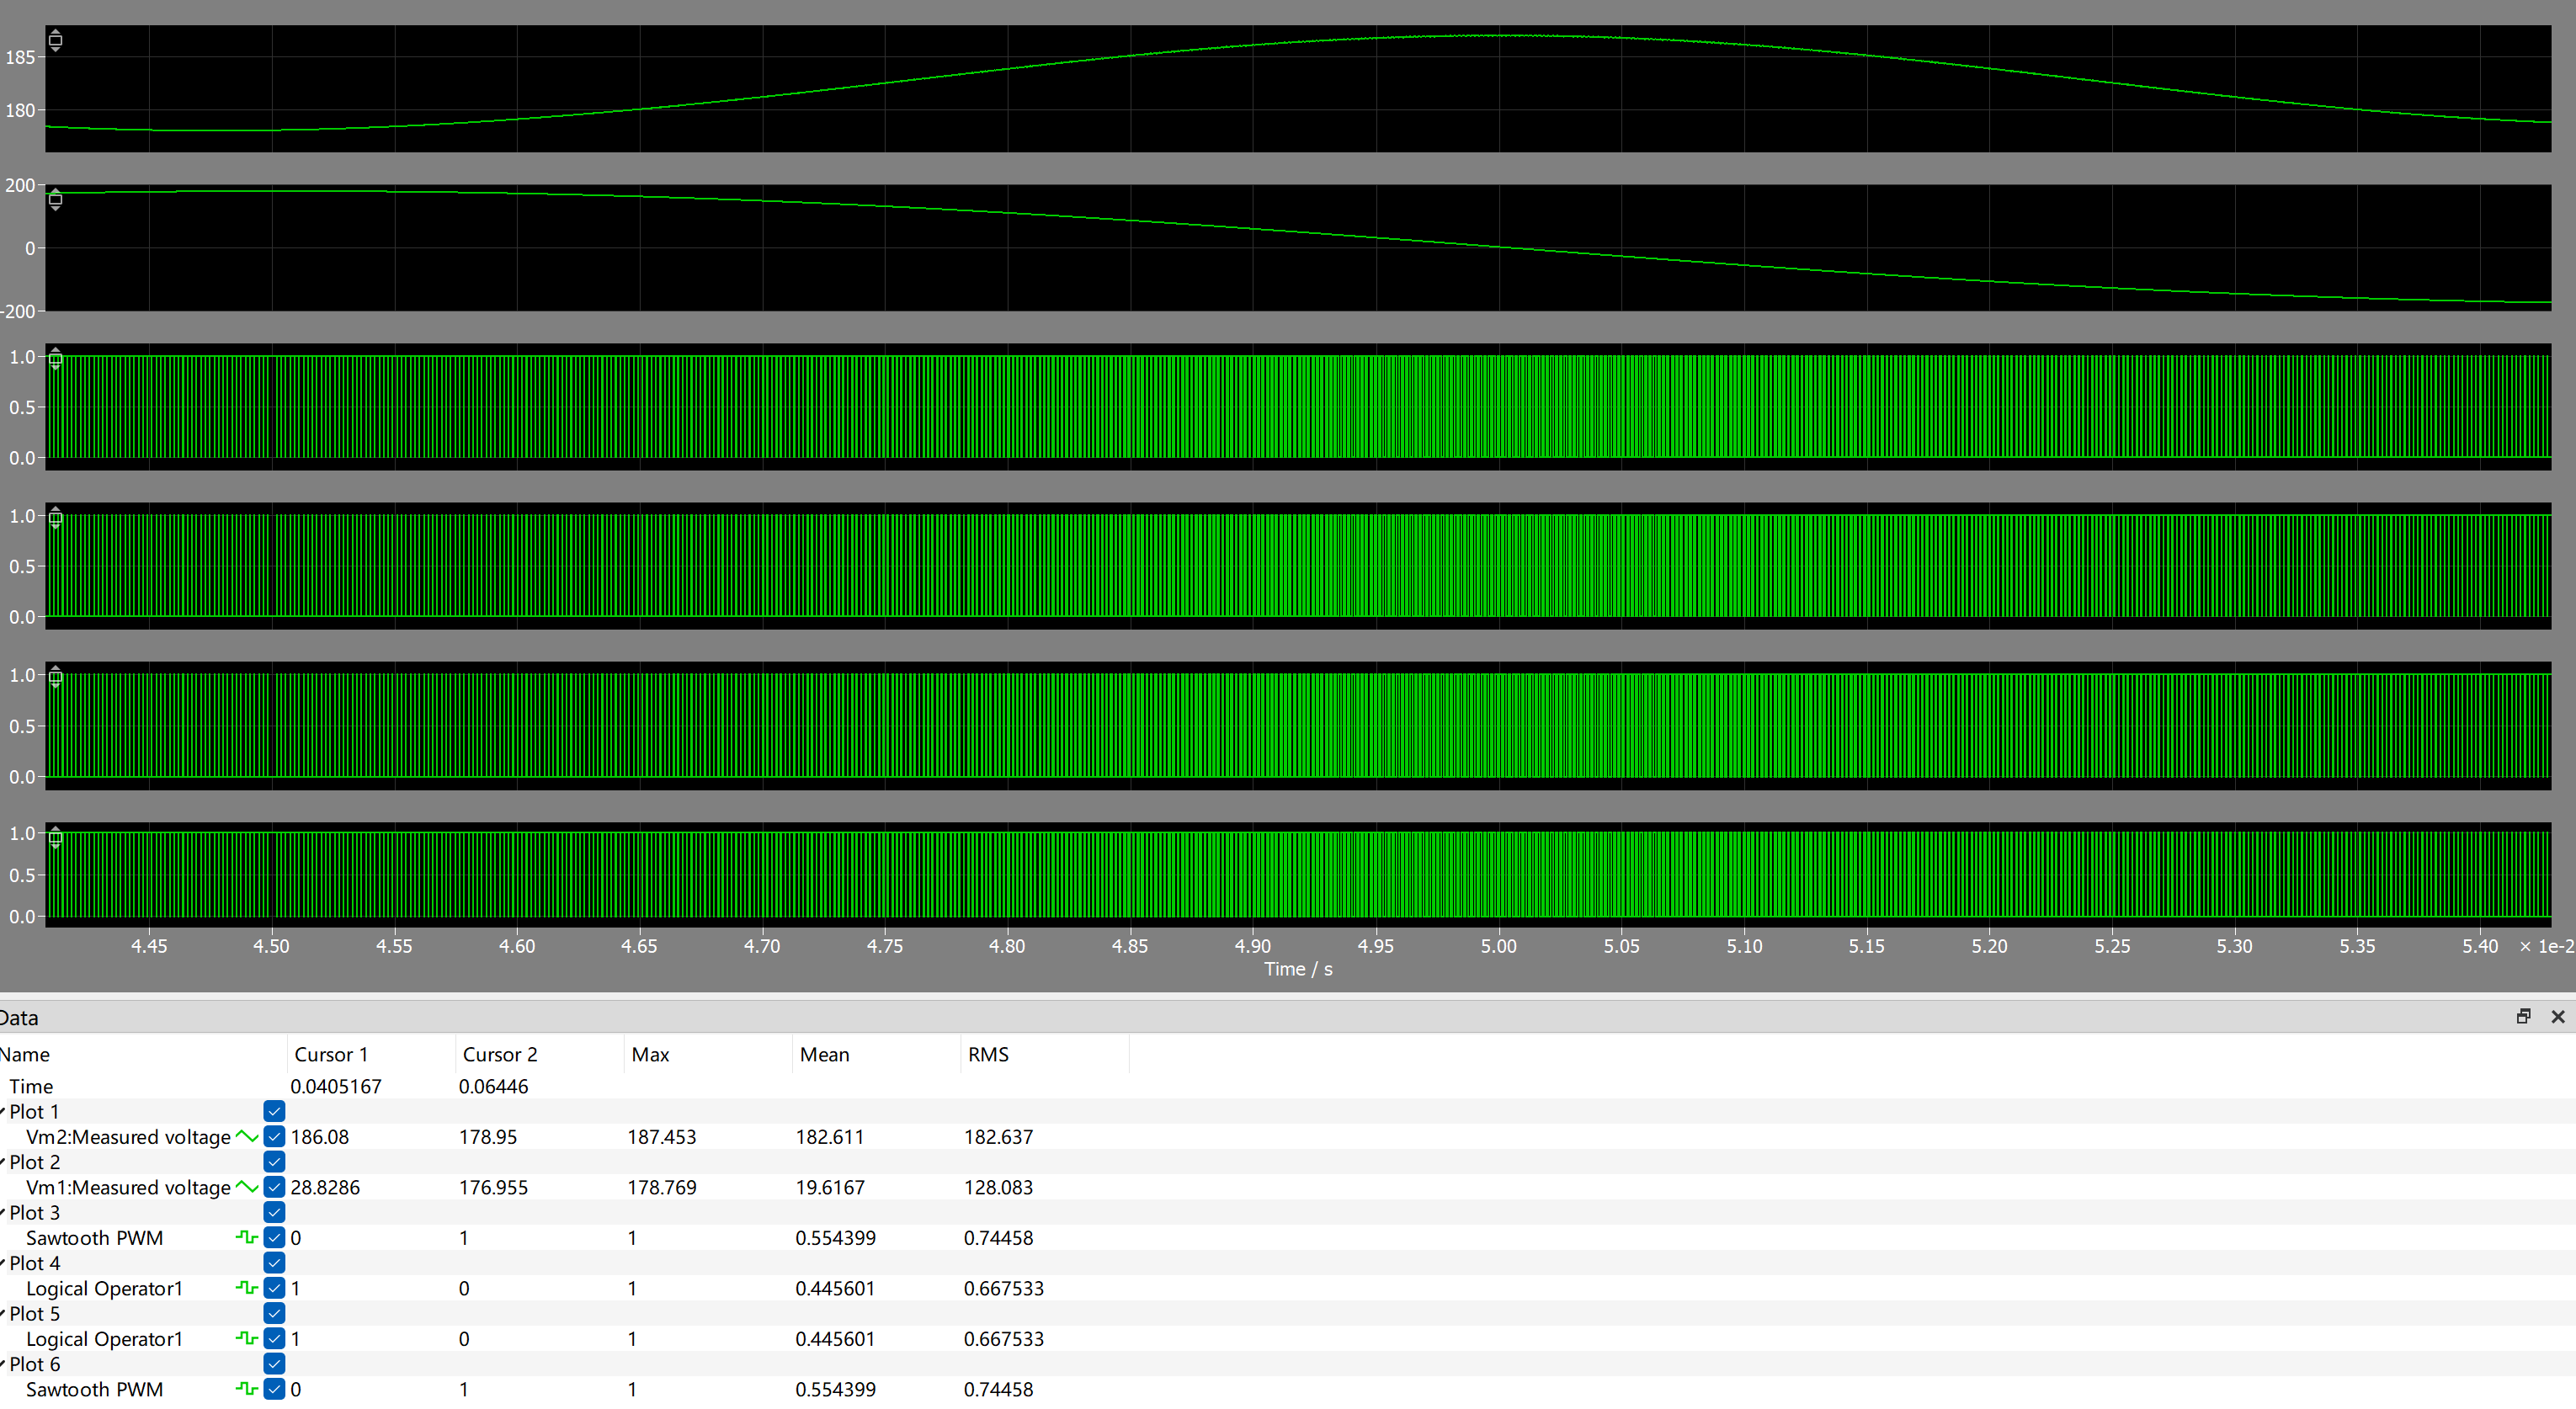 185
180
200
0
-200
1.0
0.5
0.0
1.0
0.5
0.0
1.0
0.5
0.0
1.0
0.5
0.0
4.45 4.50 4.55 4.60 4.65 4.70 4.75 4.80 4.85 4.90 4.95 5.00 5.05 5.10 5.15 5.20 5.25 5.30 5.35 5.40 × 1e-2
Time / s
Data
Name Cursor 1 Cursor 2 Max Mean RMS
Time 0.0405167 0.06446
Plot 1
Vm2:Measured voltage 186.08 178.95 187.453 182.611 182.637
Plot 2
Vm1:Measured voltage 28.8286 176.955 178.769 19.6167 128.083
Plot 3
Sawtooth PWM 0 1 1 0.554399 0.74458
Plot 4
Logical Operator1 1 0 1 0.445601 0.667533
Plot 5
Logical Operator1 1 0 1 0.445601 0.667533
Plot 6
Sawtooth PWM 0 1 1 0.554399 0.74458